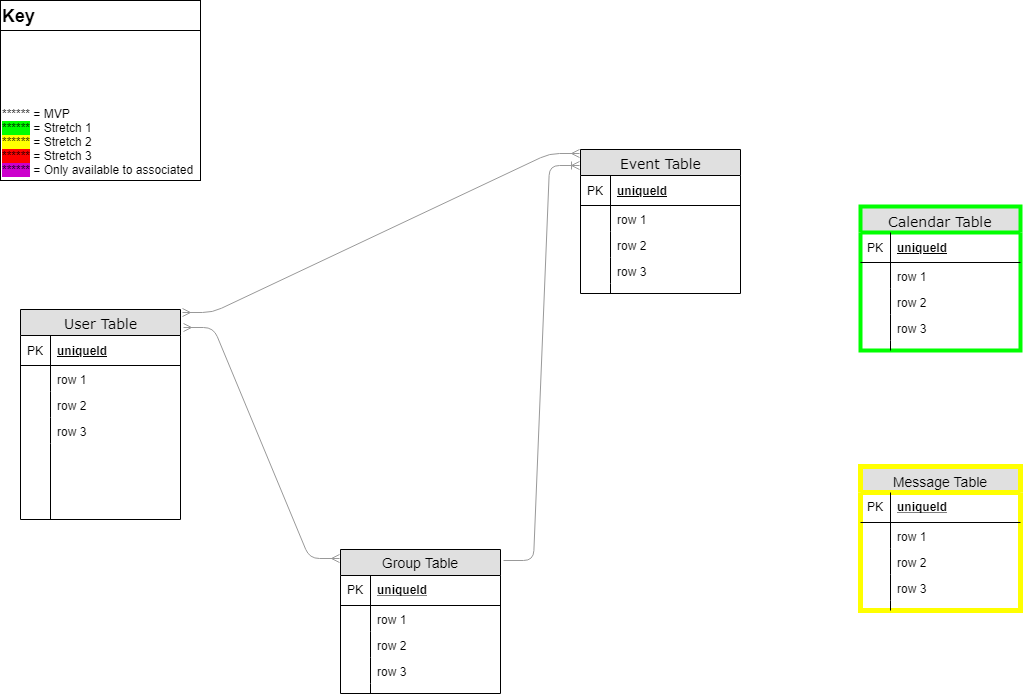 Key
****** = MVP
****** = Stretch 1
****** = Stretch 2
****** = Stretch 3
****** = Only available to associated
Event Table
PK uniqueId
row 1
row 2
row 3
Calendar Table
PK uniqueId
row 1
row 2
row 3
User Table
PK uniqueId
row 1
row 2
row 3
Message Table
PK uniqueId
row 1
row 2
row 3
Group Table
PK uniqueId
row 1
row 2
row 3